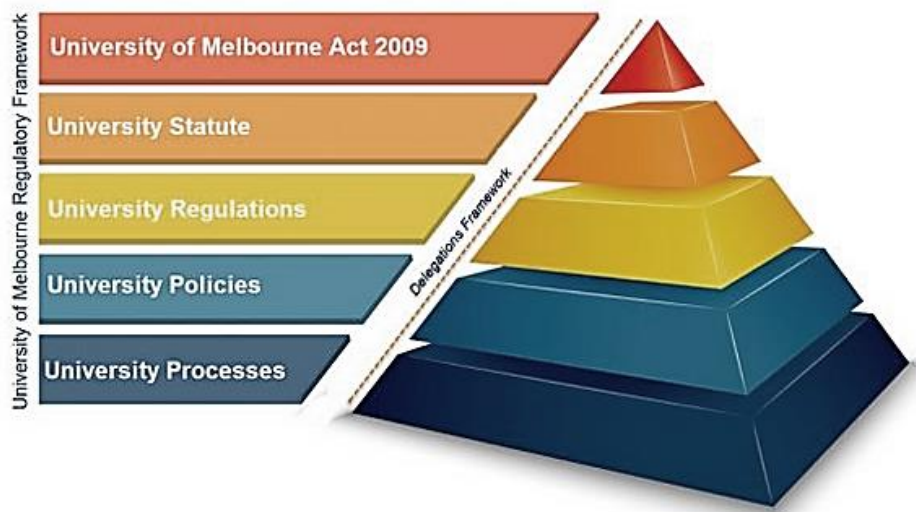 University of Melbourne Regulatory Framework
University of Melbourne Act 2009
University Statute
University Regulations
University Policies
University Processes
Delegations Framework